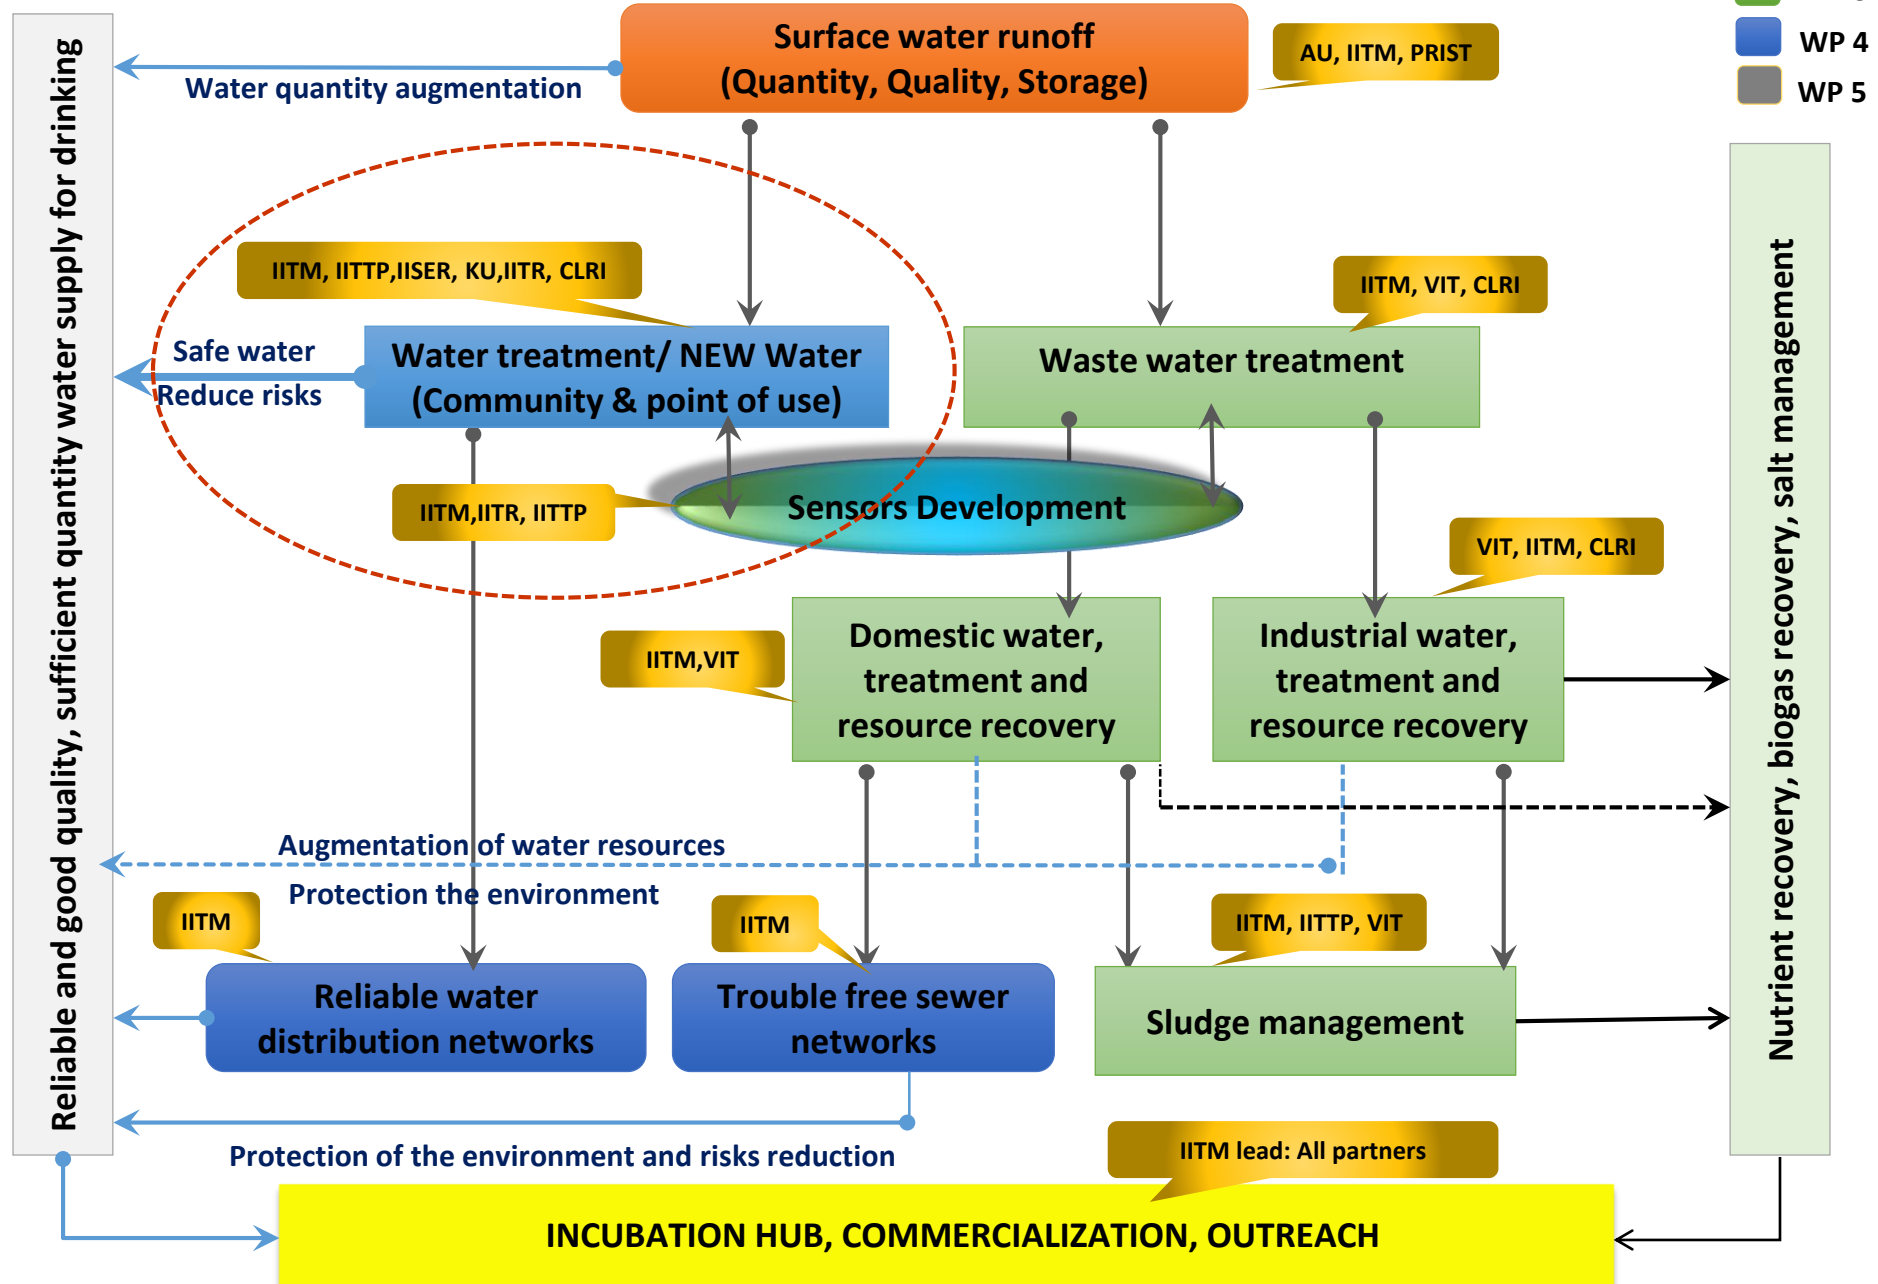 Surface water runoff
(Quantity, Quality, Storage)
AU, IITM, PRIST
WP 4
WP 5
Water quantity augmentation
Reliable and good quality, sufficient quantity water supply for drinking
Nutrient recovery, biogas recovery, salt management
IITM, IITTP,IISER, KU,IITR, CLRI
IITM, VIT, CLRI
Safe water
Reduce risks
Water treatment/ NEW Water
(Community & point of use)
Waste water treatment
IITM,IITR, IITTP
Sensors Development
VIT, IITM, CLRI
IITM,VIT
Domestic water,
treatment and
resource recovery
Industrial water,
treatment and
resource recovery
Augmentation of water resources
Protection the environment
IITM
IITM
IITM, IITTP, VIT
Reliable water
distribution networks
Trouble free sewer
networks
Sludge management
Protection of the environment and risks reduction
IITM lead: All partners
INCUBATION HUB, COMMERCIALIZATION, OUTREACH